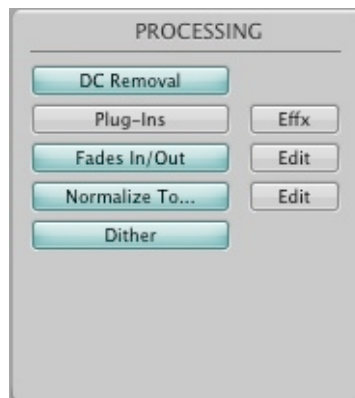 PROCESSING
DC Removal
Plug-Ins Effx
Fades In/Out Edit
Normalize To... Edit
Dither